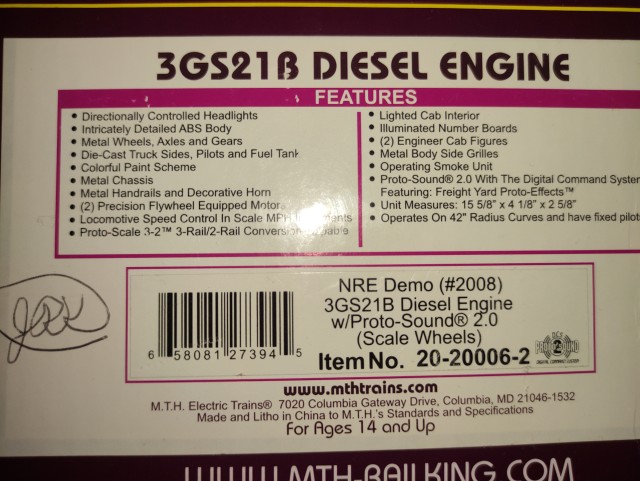 3GS21B DIESEL ENGINE
FEATURES
• Directionally Controlled Headlights
• Intricately Detailed ABS Body
• Metal Wheels, Axles and Gears
• Die-Cast Truck Sides, Pilots and Fuel Tank
• Colorful Paint Scheme
• Metal Chassis
• Metal Handrails and Decorative Horn
• (2) Precision Flywheel Equipped Motors
• Locomotive Speed Control In Scale MPH
• Proto-Scale 3-2™ 3-Rail/2-Rail
• Lighted Cab Interior
• Illuminated Number Boards
• (2) Engineer Cab Figures
• Metal Body Side Grilles
• Operating Smoke Unit
• Proto-Sound® 2.0 With The Digital Command System
Featuring: Freight Yard Proto-Effects™
• Unit Measures: 15 5/8" x 4 1/8" x 2 5/8"
• Operates On 42" Radius Curves and have fixed pilots
NRE Demo (#2008)
3GS21B Diesel Engine
w/Proto-Sound® 2.0
(Scale Wheels)
Item No. 20-20006-2
6 58081 27394 5
www.mthtrains.com
M.T.H. Electric Trains® 7020 Columbia Gateway Drive, Columbia, MD 21046-1532
Made and Litho in China to M.T.H.'s Standards and Specifications
For Ages 14 and Up
WWW.MTH-RAILKING.COM